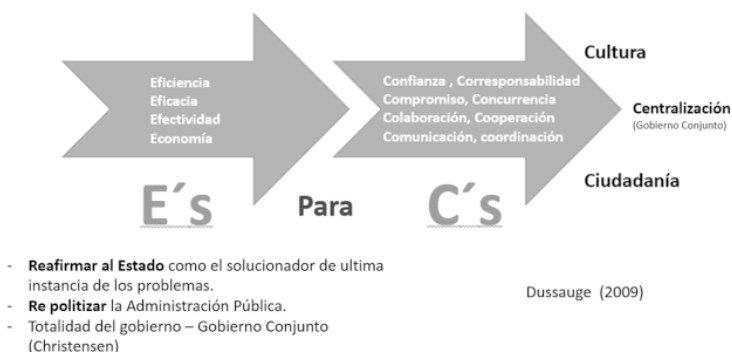 Eficiencia
Eficacia
Efectividad
Economía
Confianza , Corresponsabilidad
Compromiso, Concurrencia
Colaboración, Cooperación
Comunicación, coordinación
Cultura
Centralización
(Gobierno Conjunto)
Ciudadanía
E´s
Para
C´s
- Reafirmar al Estado como el solucionador de ultima
instancia de los problemas.
- Re politizar la Administración Pública.
- Totalidad del gobierno – Gobierno Conjunto
(Christensen)
Dussauge (2009)